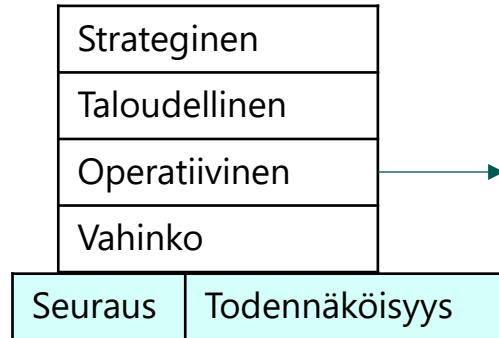 Strateginen
Taloudellinen
Operatiivinen
Vahinko
Seuraus Todennäköisyys